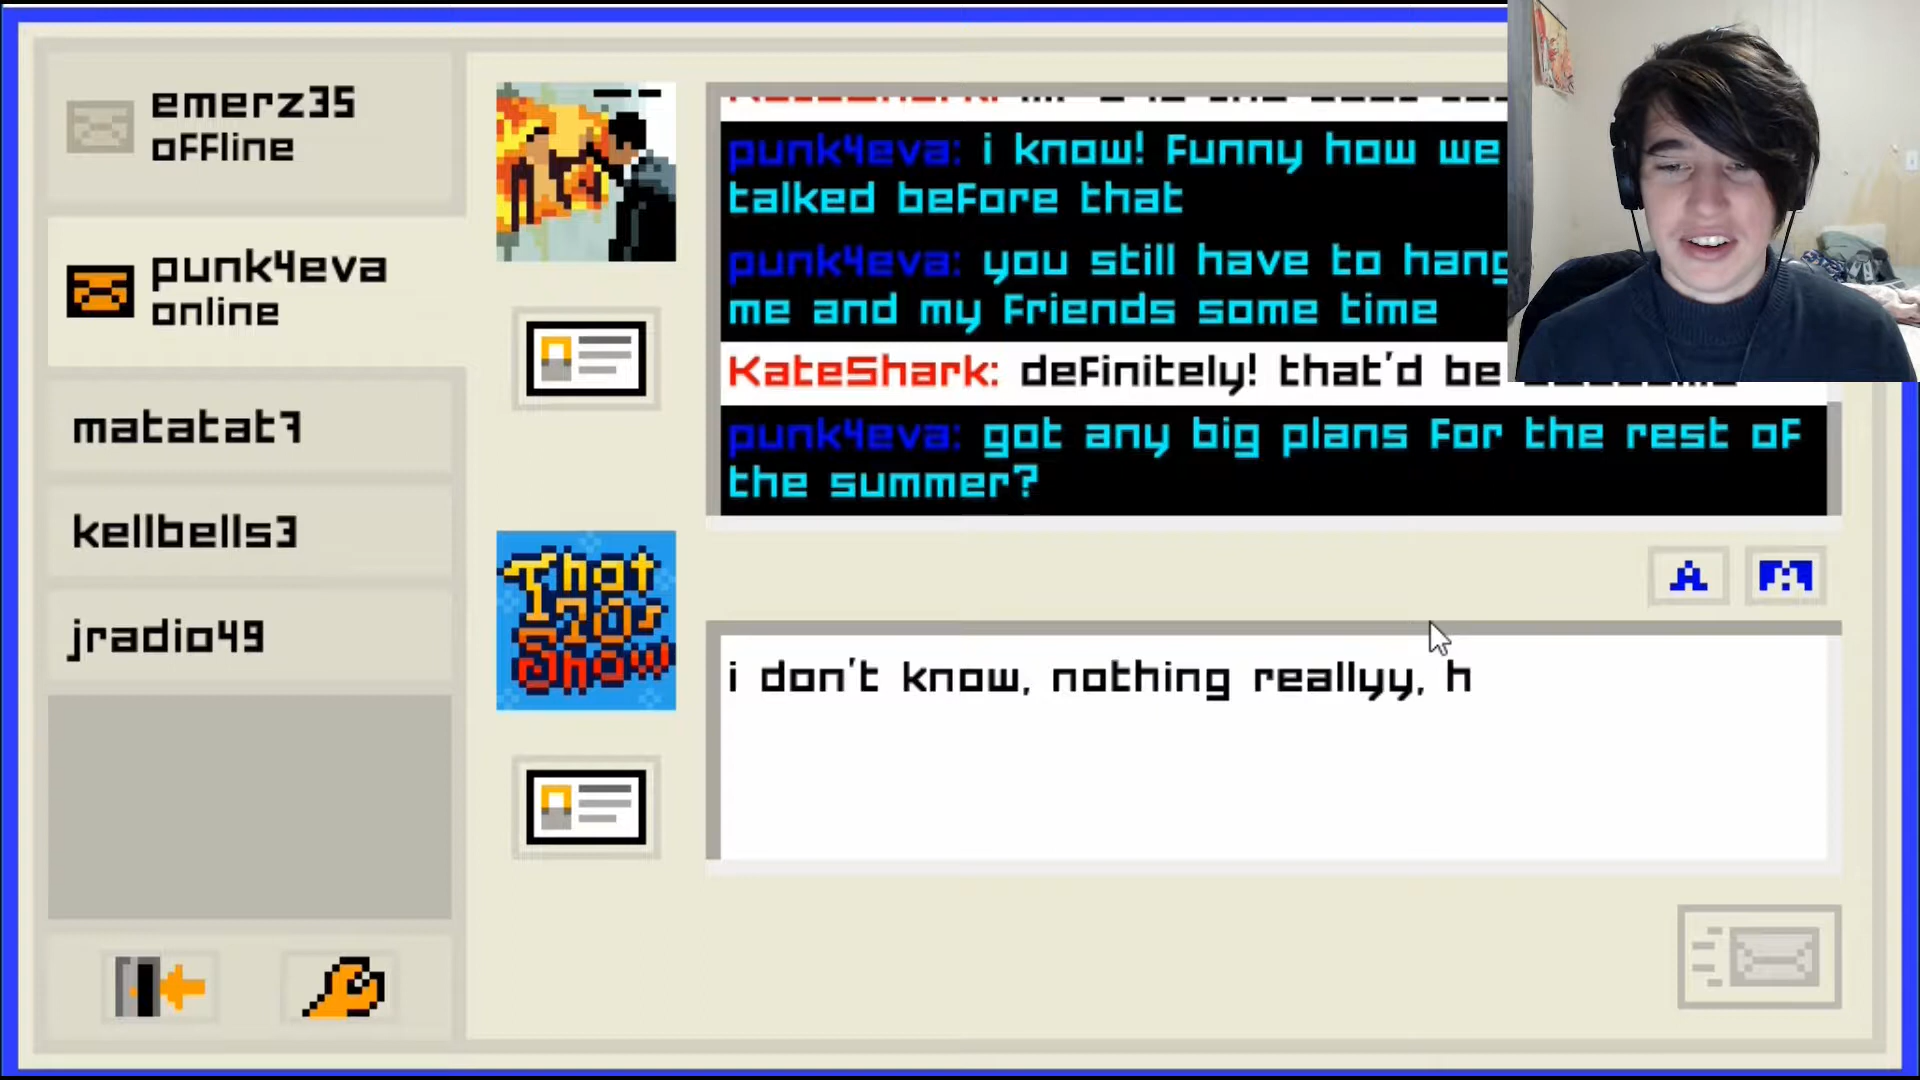 emerz35
offline
punk4eva
online
matatat7
kellbells3
jradio49
punk4eva: i know! funny how we
talked before that
punk4eva: you still have to hang
me and my friends some time
KateShark: definitely! that'd be
punk4eva: got any big plans for the rest of
the summer?
A
That
70s
Show
i don't know, nothing reallyy, h